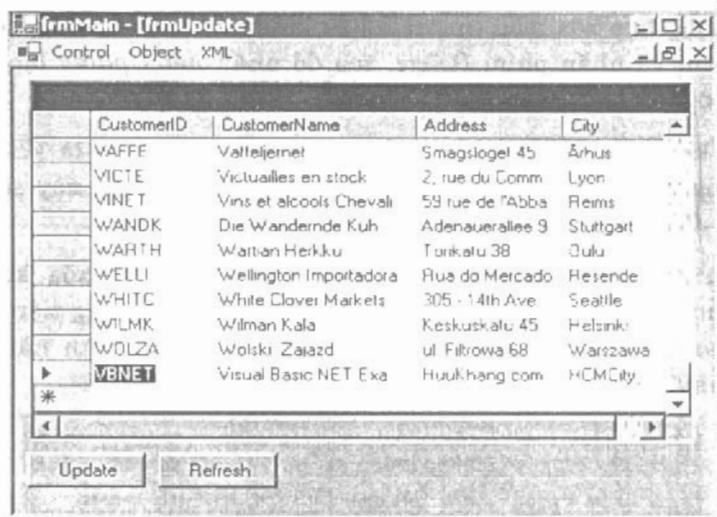 frmMain - [frmUpdate]
Control Object XML
CustomerID CustomerName Address City
VAFFE Vaffeljernet Smagsloget 45 Århus
VICTE Victuailles en stock 2, rue du Comm Lyon
VINET Vins et alcools Chevali 59 rue de l'Abba Reims
WANDK Die Wandernde Kuh Adenauerallee 9 Stuttgart
WARTH Wartian Herkku Torikatu 38 Oulu
WELLI Wellington Importadora Rua do Mercado Resende
WHITC White Clover Markets 305 - 14th Ave Seattle
WILMK Wilman Kala Keskuskatu 45 Helsinki
WOLZA Wolski Zajazd ul. Filtrowa 68 Warszawa
VBNET Visual Basic NET Exa HuuKhang com HCMCity,
Update Refresh